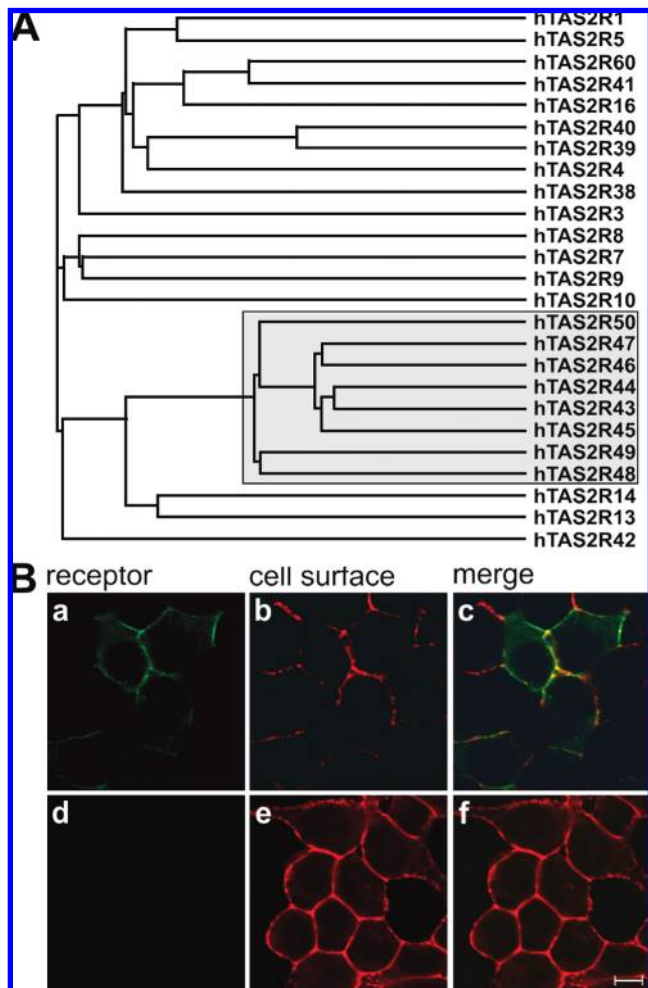 A
hTAS2R1
hTAS2R5
hTAS2R60
hTAS2R41
hTAS2R16
hTAS2R40
hTAS2R39
hTAS2R4
hTAS2R38
hTAS2R3
hTAS2R8
hTAS2R7
hTAS2R9
hTAS2R10
hTAS2R50
hTAS2R47
hTAS2R46
hTAS2R44
hTAS2R43
hTAS2R45
hTAS2R49
hTAS2R48
hTAS2R14
hTAS2R13
hTAS2R42
B receptor cell surface merge
a b c
d e f